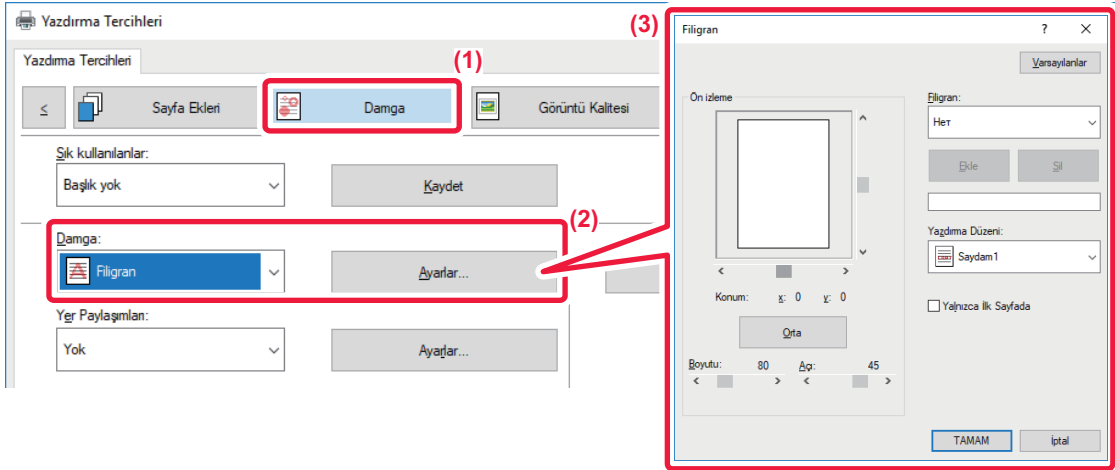 Yazdırma Tercihleri
Yazdırma Tercihleri
(1)
≤ Sayfa Ekleri Damga Görüntü Kalitesi
Sık kullanılanlar:
Başlık yok Kaydet
(2)
Damga:
Filigran Ayarlar...
Yer Paylaşımları:
Yok Ayarlar...
(3)
Filigran ? ×
Varsayılanlar
Ön izleme
Filigran:
Нет
Ekle Sil
Yazdırma Düzeni:
Saydam1
Konum: x: 0 y: 0
Yalnızca İlk Sayfada
Orta
Boyutu: 80 Açı: 45
TAMAM İptal